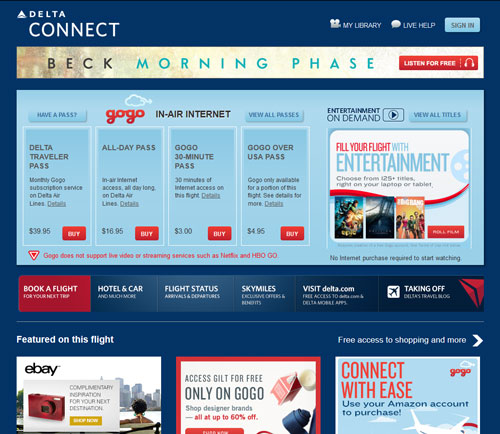 DELTA
CONNECT
MY LIBRARY
LIVE HELP
SIGN IN
BECK MORNING PHASE
LISTEN FOR FREE
HAVE A PASS?
gogo
IN-AIR INTERNET
VIEW ALL PASSES
ENTERTAINMENT
ON DEMAND
VIEW ALL TITLES
DELTA
TRAVELER
PASS
Monthly Gogo
subscription service
on Delta Air
Lines. Details
$39.95
BUY
ALL-DAY PASS
In-air Internet
access, all day long,
on Delta Air
Lines. Details
$16.95
BUY
GOGO
30-MINUTE
PASS
30 minutes of
Internet access on
this flight. Details
$3.00
BUY
GOGO OVER
USA PASS
Gogo only available
for a portion of this
flight. See details for
more. Details
$4.95
BUY
FILL YOUR FLIGHT WITH
ENTERTAINMENT
Choose from 125+ titles,
right on your laptop or tablet.
ROLL FILM
Gogo does not support live video or streaming services such as Netflix and HBO GO.
No Internet purchase required to start watching.
BOOK A FLIGHT
FOR YOUR NEXT TRIP
HOTEL & CAR
AND MUCH MORE
FLIGHT STATUS
ARRIVALS & DEPARTURES
SKYMILES
EXCLUSIVE OFFERS &
BENEFITS
VISIT delta.com
FREE ACCESS TO delta.com &
DELTA MOBILE APPS.
TAKING OFF
DELTA'S TRAVEL BLOG
Featured on this flight
Free access to shopping and more
ebay
COMPLIMENTARY
INSPIRATION
FOR YOUR NEXT
DESTINATION.
SHOP NOW
ACCESS GILT FOR FREE
ONLY ON GOGO
Shop designer brands
— all at up to 60% off.
SHOP NOW
gogo
CONNECT
WITH EASE
Use your Amazon account
to purchase!